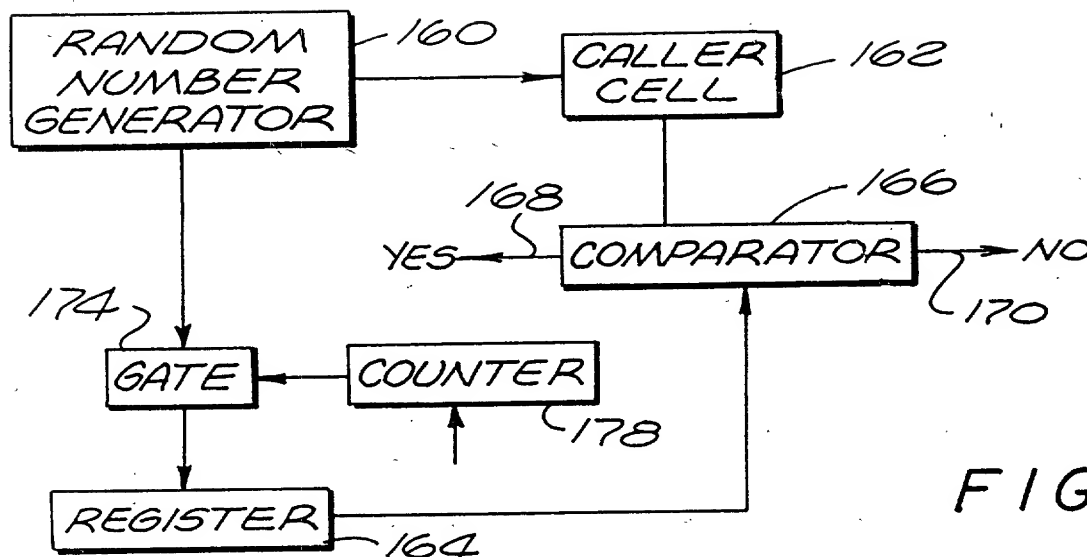 RANDOM
NUMBER
GENERATOR
160
CALLER
CELL
162
166
168
YES
COMPARATOR
NO
170
174
GATE
COUNTER
178
REGISTER
164
FIG